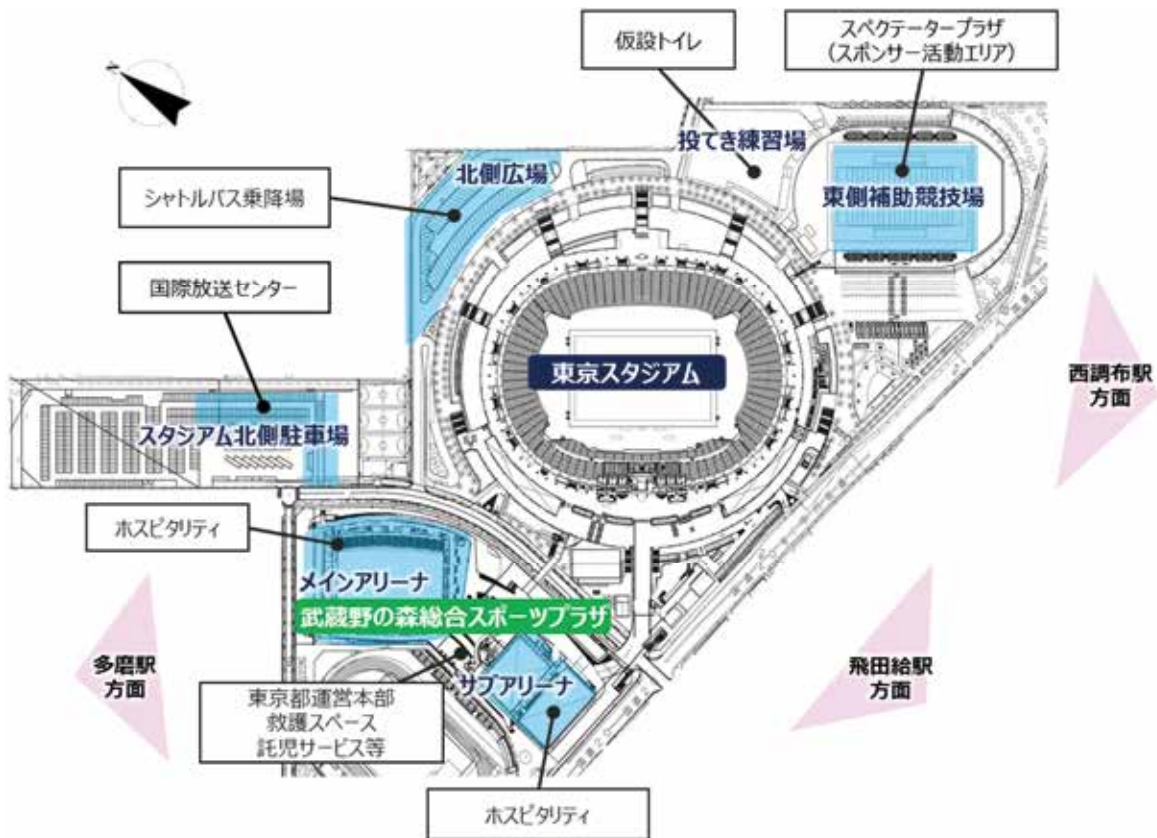 仮設トイレ
スペクテータープラザ
(スポンサー活動エリア)
投てき練習場
北側広場
シャトルバス乗降場
東側補助競技場
国際放送センター
東京スタジアム
西調布駅
方面
スタジアム北側駐車場
ホスピタリティ
メインアリーナ
武蔵野の森総合スポーツプラザ
多磨駅
方面
サブアリーナ
飛田給駅
方面
東京都運営本部
救護スペース
託児サービス等
ホスピタリティ